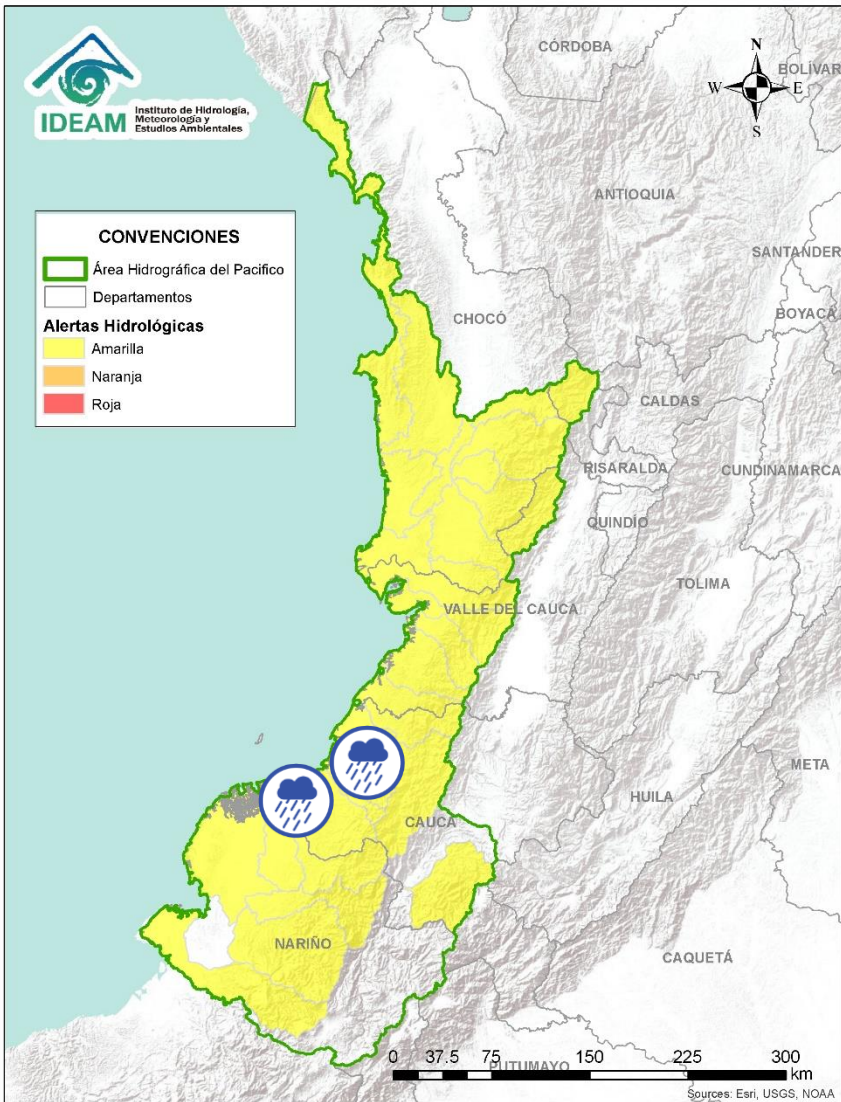 IDEAM
Instituto de Hidrología,
Meteorología y
Estudios Ambientales
CONVENCIONES
Área Hidrográfica del Pacifico
Departamentos
Alertas Hidrológicas
Amarilla
Naranja
Roja
N
W
E
S
CÓRDOBA
BOLÍVAR
ANTIOQUIA
SANTANDER
BOYACÁ
CHOCÓ
CALDAS
RISARALDA
CUNDINAMARCA
QUINDÍO
TOLIMA
VALLE DEL CAUCA
META
HUILA
CAUCA
NARIÑO
CAQUETÁ
PUTUMAYO
0 37.5 75 150 225 300
km
Sources: Esri, USGS, NOAA